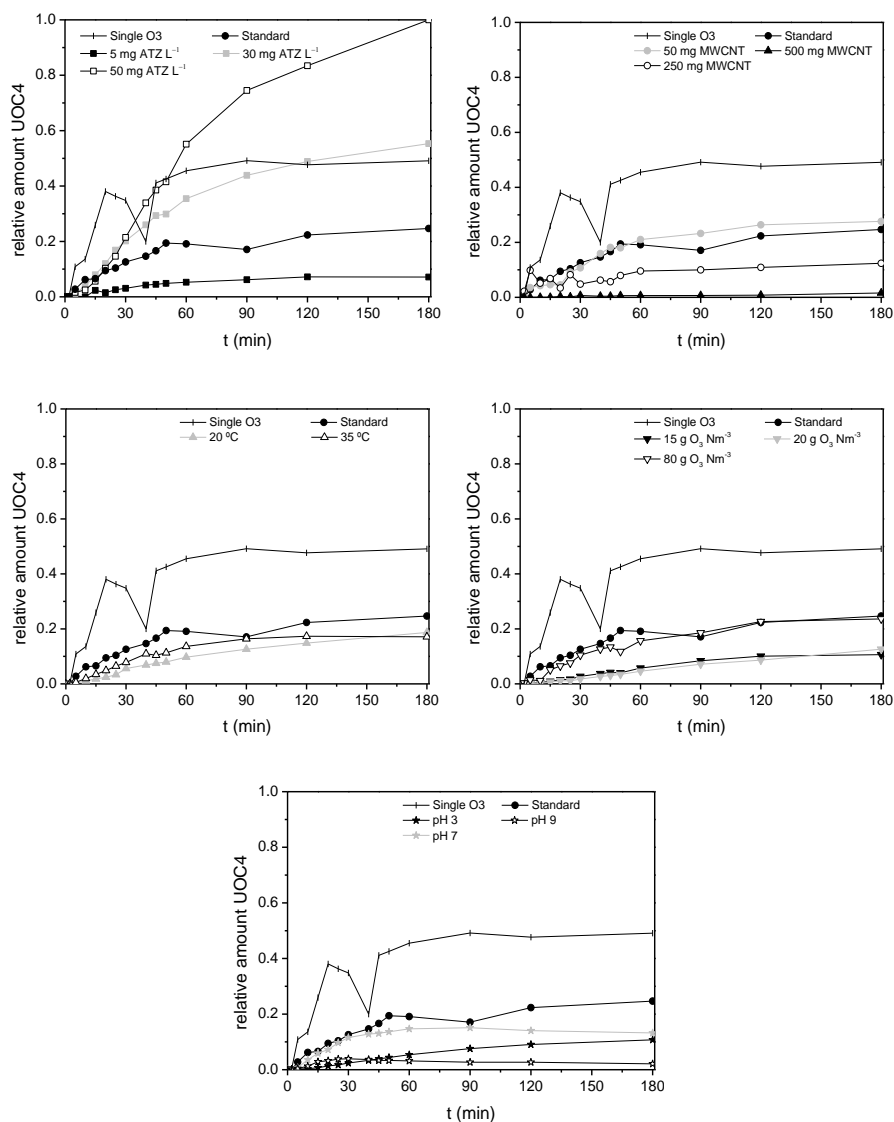 1.0
0.8
0.6
0.4
0.2
0.0
relative amount UOC4
Single O3
Standard
5 mg ATZ L⁻¹
30 mg ATZ L⁻¹
50 mg ATZ L⁻¹
0 30 60 90 120 150 180
t (min)
1.0
0.8
0.6
0.4
0.2
0.0
relative amount UOC4
Single O3
Standard
50 mg MWCNT
500 mg MWCNT
250 mg MWCNT
0 30 60 90 120 150 180
t (min)
1.0
0.8
0.6
0.4
0.2
0.0
relative amount UOC4
Single O3
Standard
20 ºC
35 ºC
0 30 60 90 120 150 180
t (min)
1.0
0.8
0.6
0.4
0.2
0.0
relative amount UOC4
Single O3
Standard
15 g O₃ Nm⁻³
20 g O₃ Nm⁻³
80 g O₃ Nm⁻³
0 30 60 90 120 150 180
t (min)
1.0
0.8
0.6
0.4
0.2
0.0
relative amount UOC4
Single O3
Standard
pH 3
pH 9
pH 7
0 30 60 90 120 150 180
t (min)